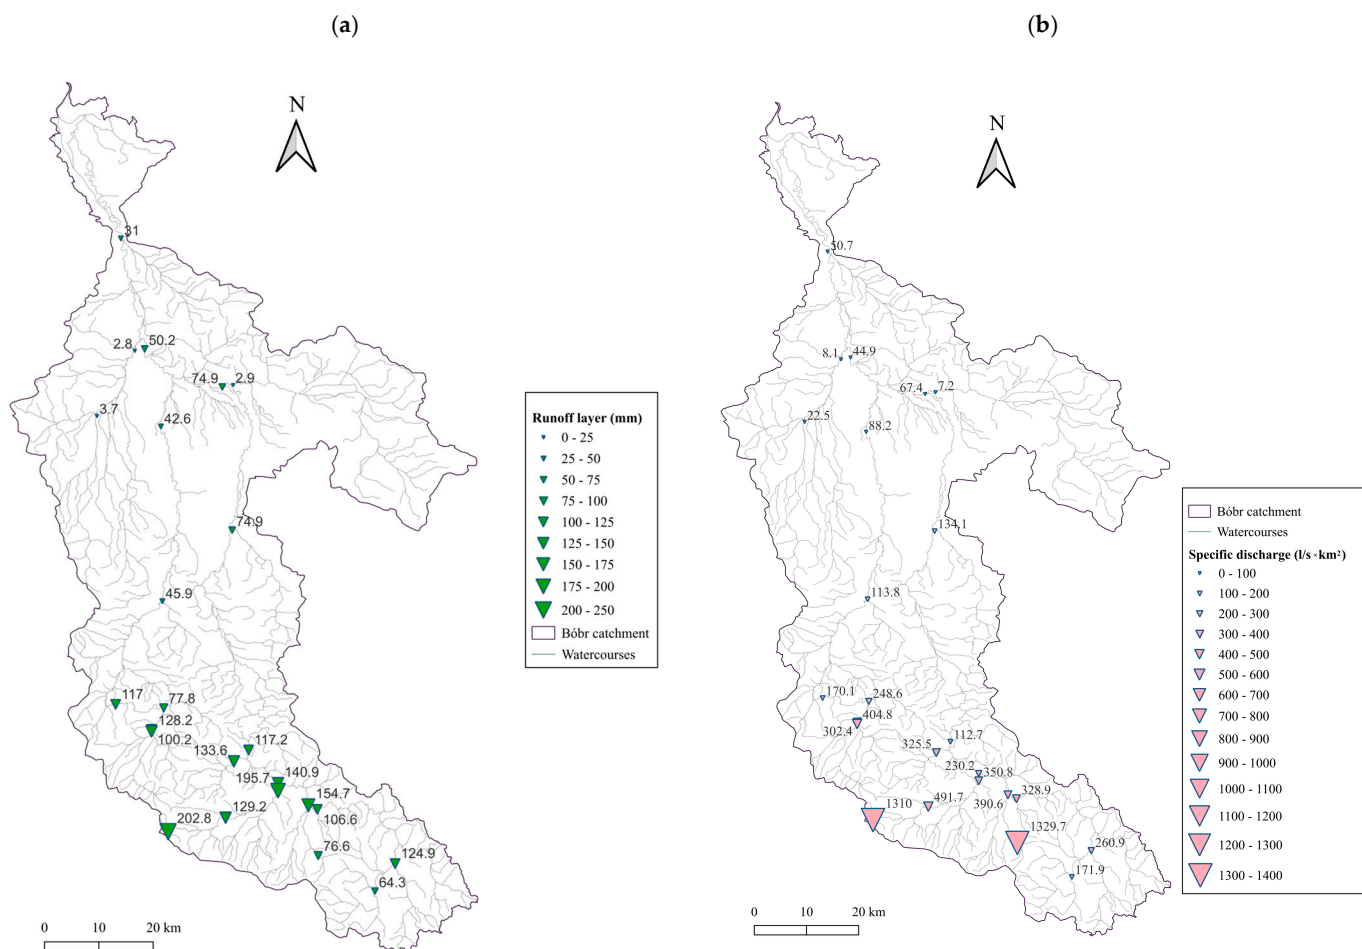 (a)
(b)
N
N
31
50.7
2.8
50.2
8.1
44.9
74.9
2.9
67.4
7.2
3.7
42.6
22.5
88.2
74.9
134.1
45.9
113.8
117
77.8
170.1
248.6
128.2
404.8
100.2
302.4
133.6
117.2
325.5
112.7
195.7
140.9
230.2
350.8
154.7
390.6
328.9
129.2
106.6
491.7
202.8
1310
1329.7
76.6
124.9
260.9
64.3
171.9
Runoff layer (mm)
0 - 25
25 - 50
50 - 75
75 - 100
100 - 125
125 - 150
150 - 175
175 - 200
200 - 250
Bóbr catchment
Watercourses
Bóbr catchment
Watercourses
Specific discharge (l/s ×km²)
0 - 100
100 - 200
200 - 300
300 - 400
400 - 500
500 - 600
600 - 700
700 - 800
800 - 900
900 - 1000
1000 - 1100
1100 - 1200
1200 - 1300
1300 - 1400
0 10 20 km
0 10 20 km